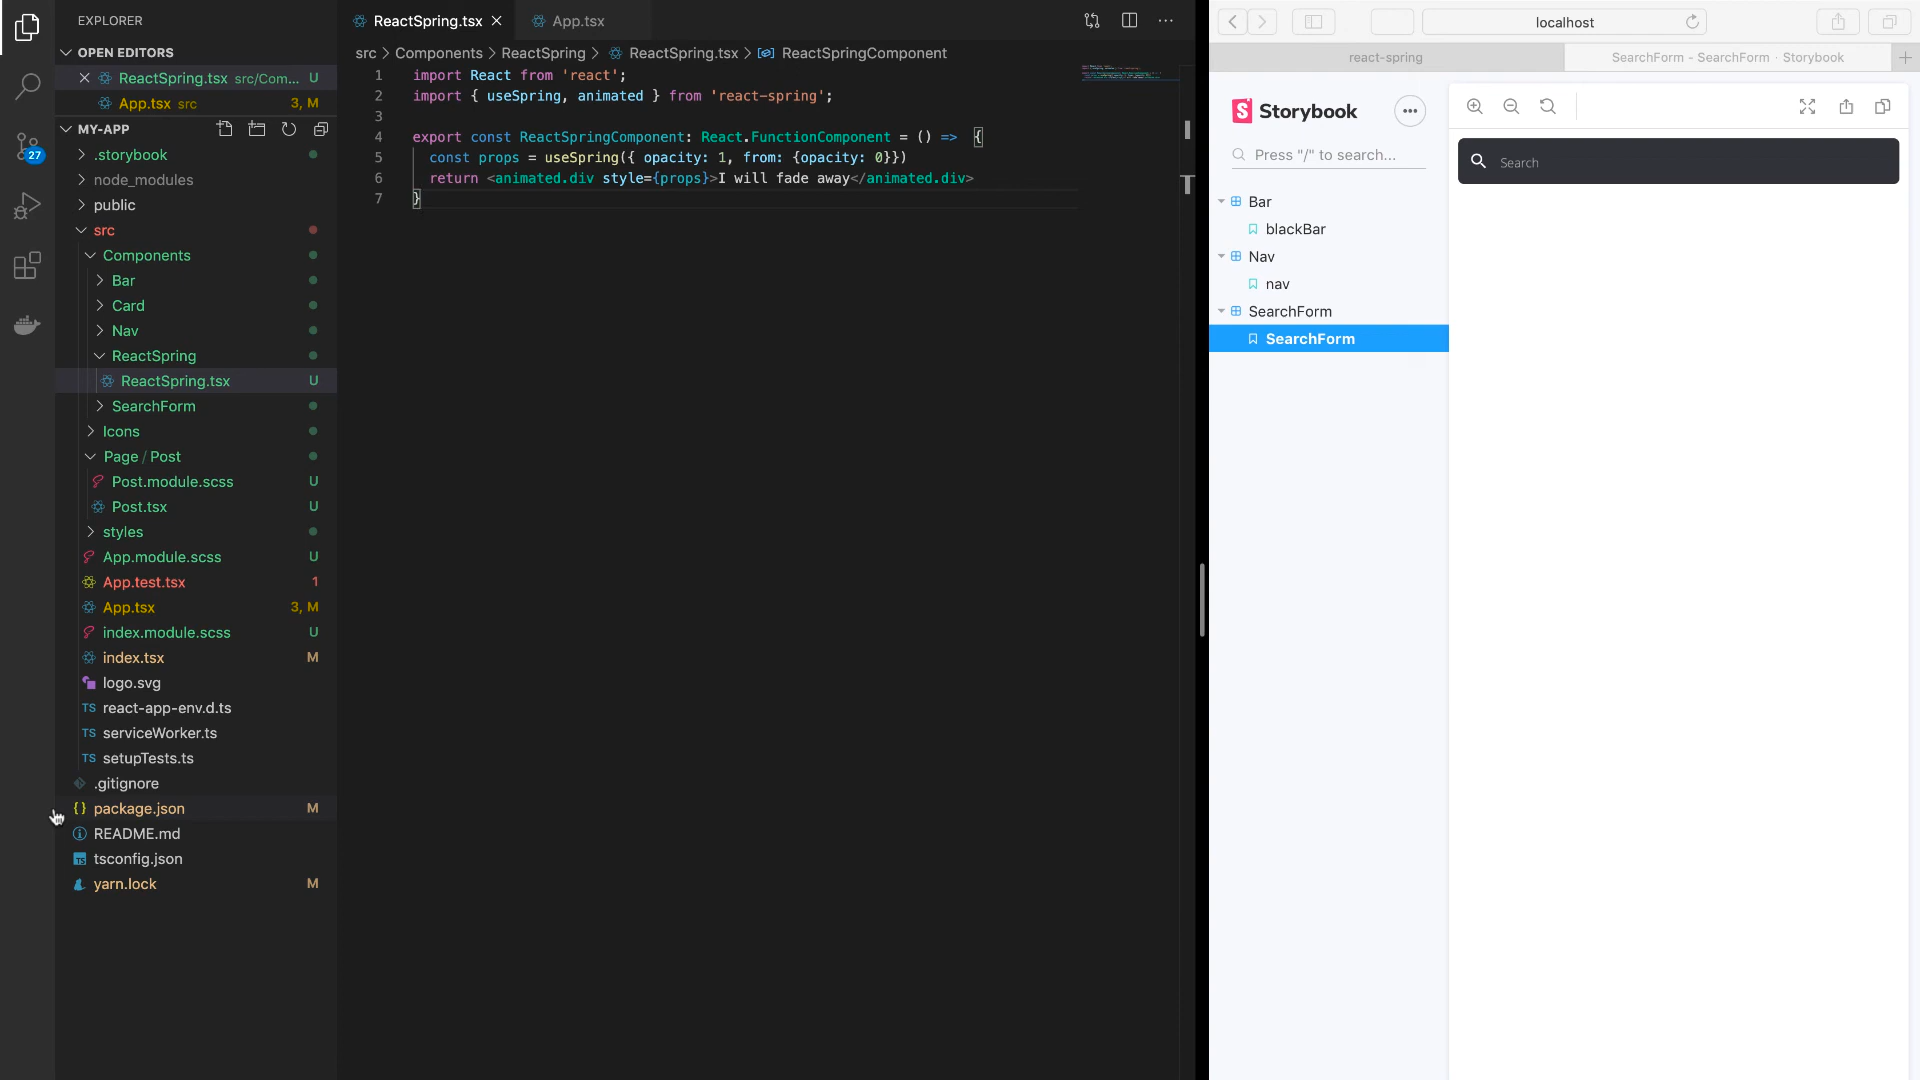 EXPLORER
OPEN EDITORS
ReactSpring.tsx src/Com... U
App.tsx src 3, M
MY-APP
27
.storybook
node_modules
public
src
Components
Bar
Card
Nav
ReactSpring
ReactSpring.tsx U
SearchForm
Icons
Page / Post
Post.module.scss U
Post.tsx U
styles
App.module.scss U
App.test.tsx 1
App.tsx 3, M
index.module.scss U
index.tsx M
logo.svg
TS react-app-env.d.ts
TS serviceWorker.ts
TS setupTests.ts
.gitignore
{} package.json M
README.md
TS tsconfig.json
yarn.lock M
ReactSpring.tsx
App.tsx
src > Components > ReactSpring > ReactSpring.tsx > ReactSpringComponent
1 import React from 'react';
2 import { useSpring, animated } from 'react-spring';
3
4 export const ReactSpringComponent: React.FunctionComponent = () => {
5 const props = useSpring({ opacity: 1, from: {opacity: 0}})
6 return <animated.div style={props}>I will fade away</animated.div>
7 }
localhost
react-spring
SearchForm - SearchForm · Storybook
S Storybook
Press "/" to search...
Bar
blackBar
Nav
nav
SearchForm
SearchForm
Search